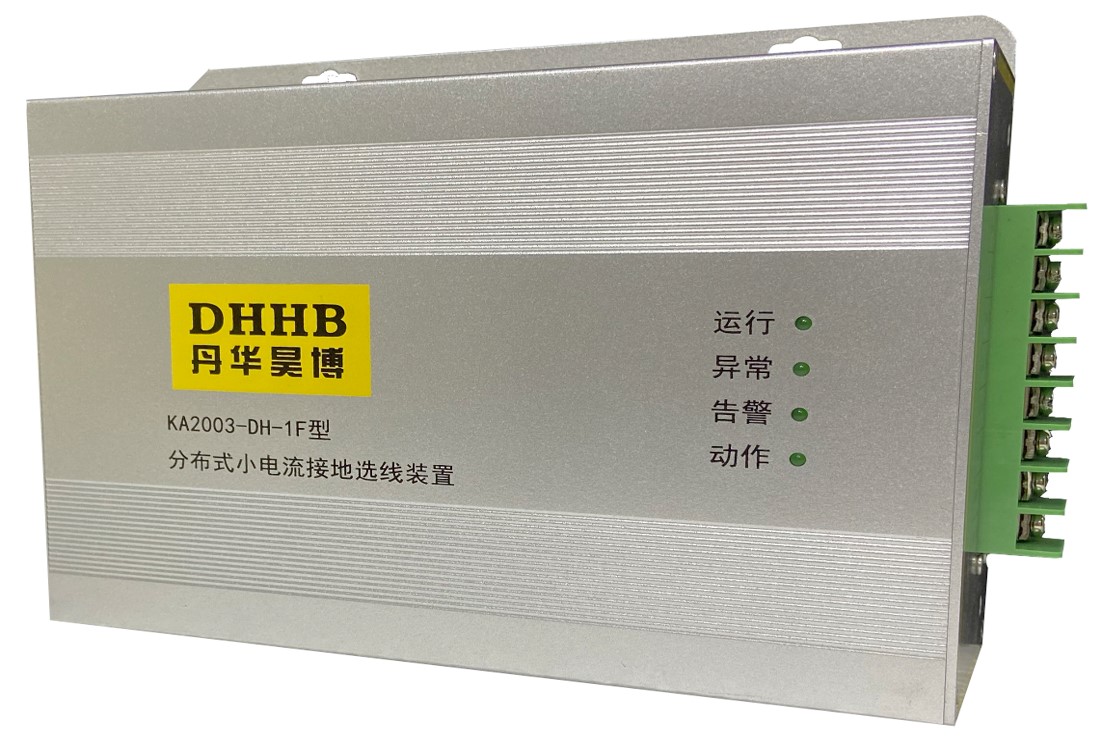 DHHB
丹华昊博
KA2003-DH-1F型
分布式小电流接地选线装置
运行
异常
告警
动作